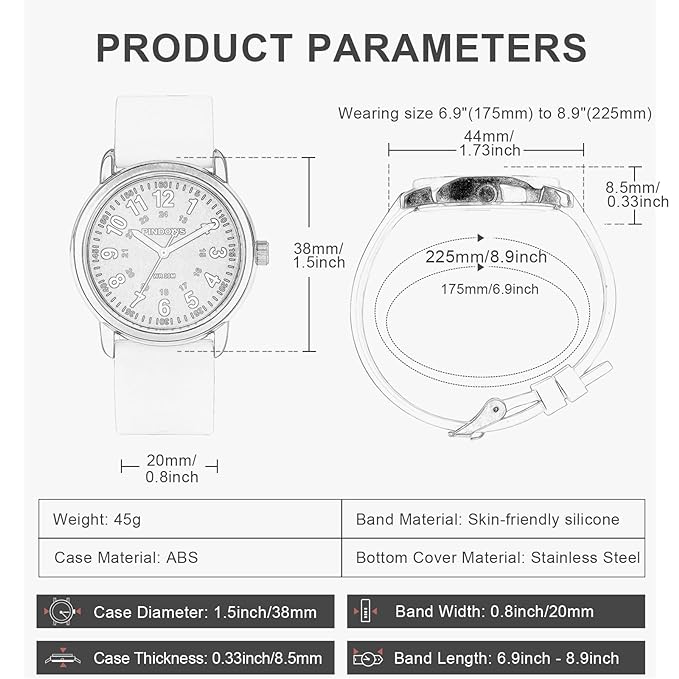 PRODUCT PARAMETERS
Wearing size 6.9"(175mm) to 8.9"(225mm)
44mm/
1.73inch
8.5mm/
0.33inch
38mm/
1.5inch
12
1
2
3
4
5
6
7
8
9
10
11
24
PINDOWS
WR 30M
225mm/8.9inch
175mm/6.9inch
20mm/
0.8inch
Weight: 45g
Band Material: Skin-friendly silicone
Case Material: ABS
Bottom Cover Material: Stainless Steel
Case Diameter: 1.5inch/38mm
Band Width: 0.8inch/20mm
Case Thickness: 0.33inch/8.5mm
Band Length: 6.9inch - 8.9inch